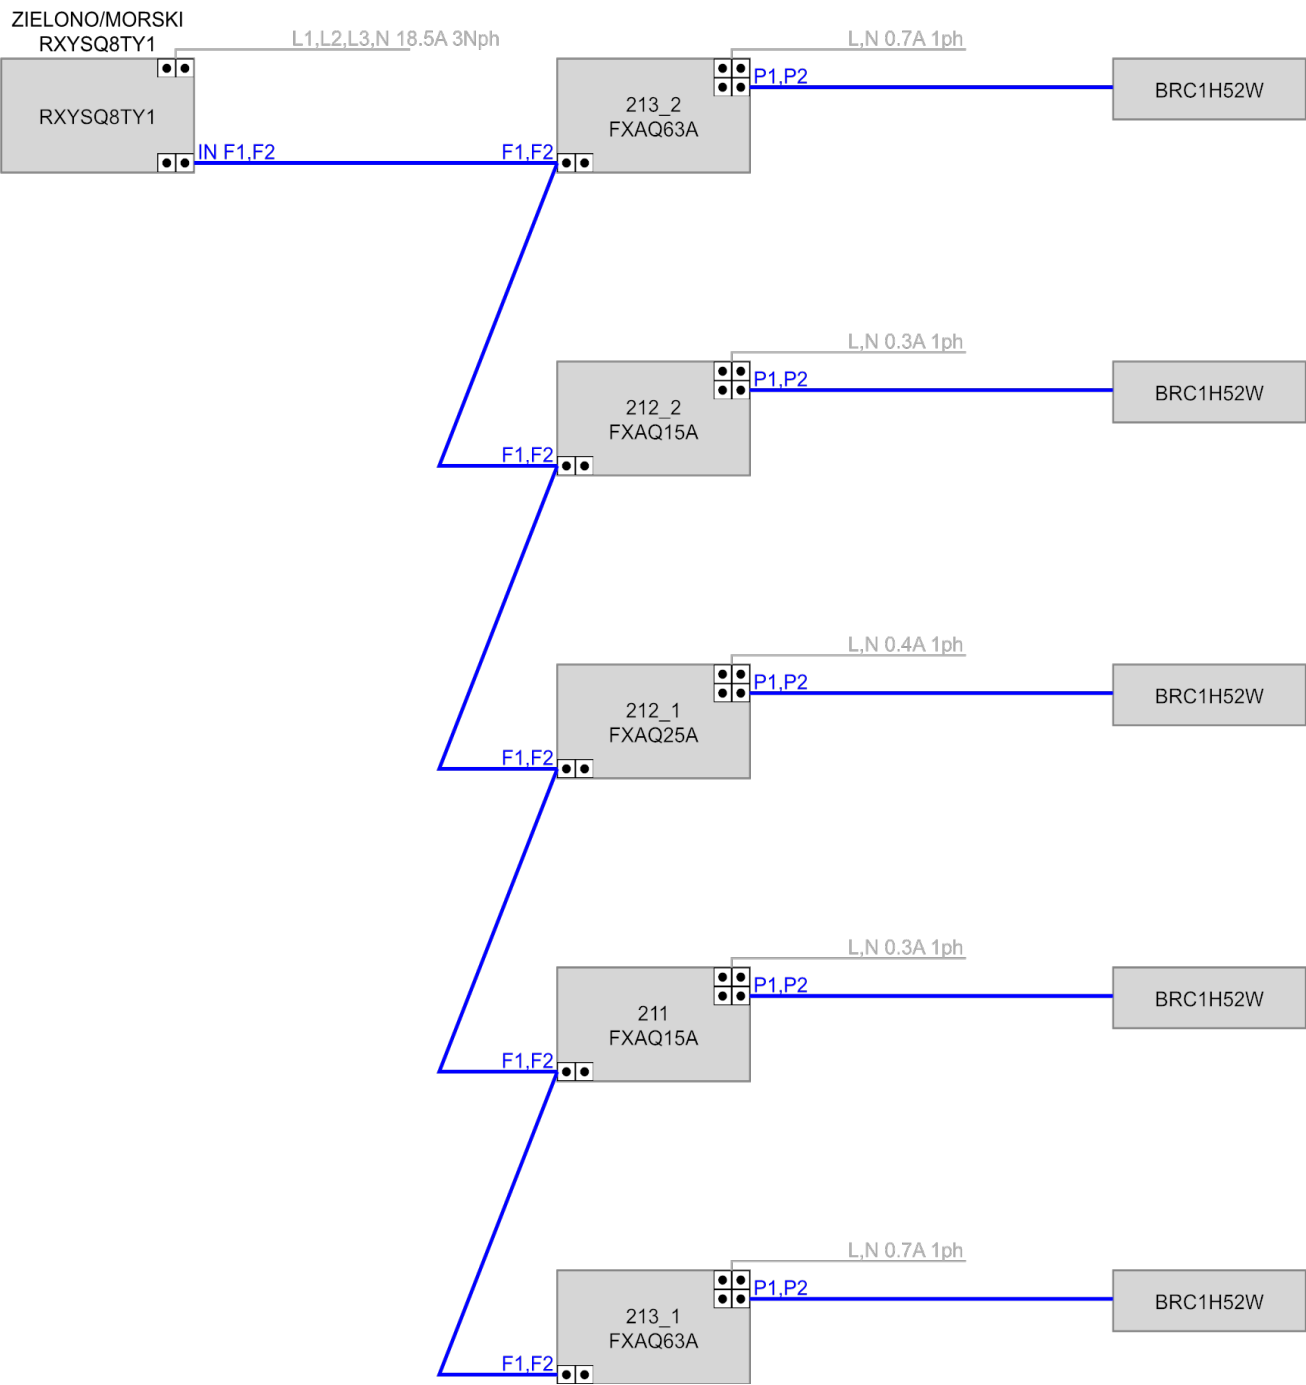 ZIELONO/MORSKI
RXYSQ8TY1
L1,L2,L3,N 18.5A 3Nph
RXYSQ8TY1
IN F1,F2
L,N 0.7A 1ph
P1,P2
213_2
FXAQ63A
F1,F2
BRC1H52W
L,N 0.3A 1ph
P1,P2
212_2
FXAQ15A
F1,F2
BRC1H52W
L,N 0.4A 1ph
P1,P2
212_1
FXAQ25A
F1,F2
BRC1H52W
L,N 0.3A 1ph
P1,P2
211
FXAQ15A
F1,F2
BRC1H52W
L,N 0.7A 1ph
P1,P2
213_1
FXAQ63A
F1,F2
BRC1H52W